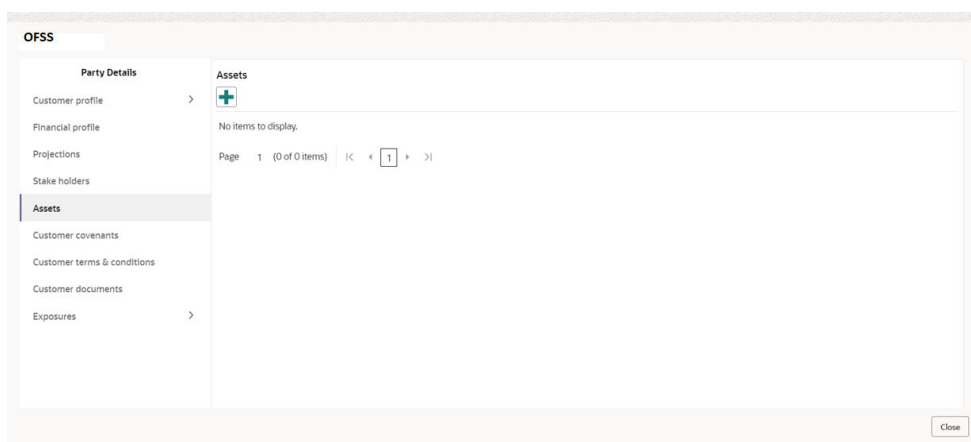 OFSS
Party Details
Customer profile
Financial profile
Projections
Stake holders
Assets
Customer covenants
Customer terms & conditions
Customer documents
Exposures
Assets
No items to display.
Page 1 (0 of 0 items) 1
Close